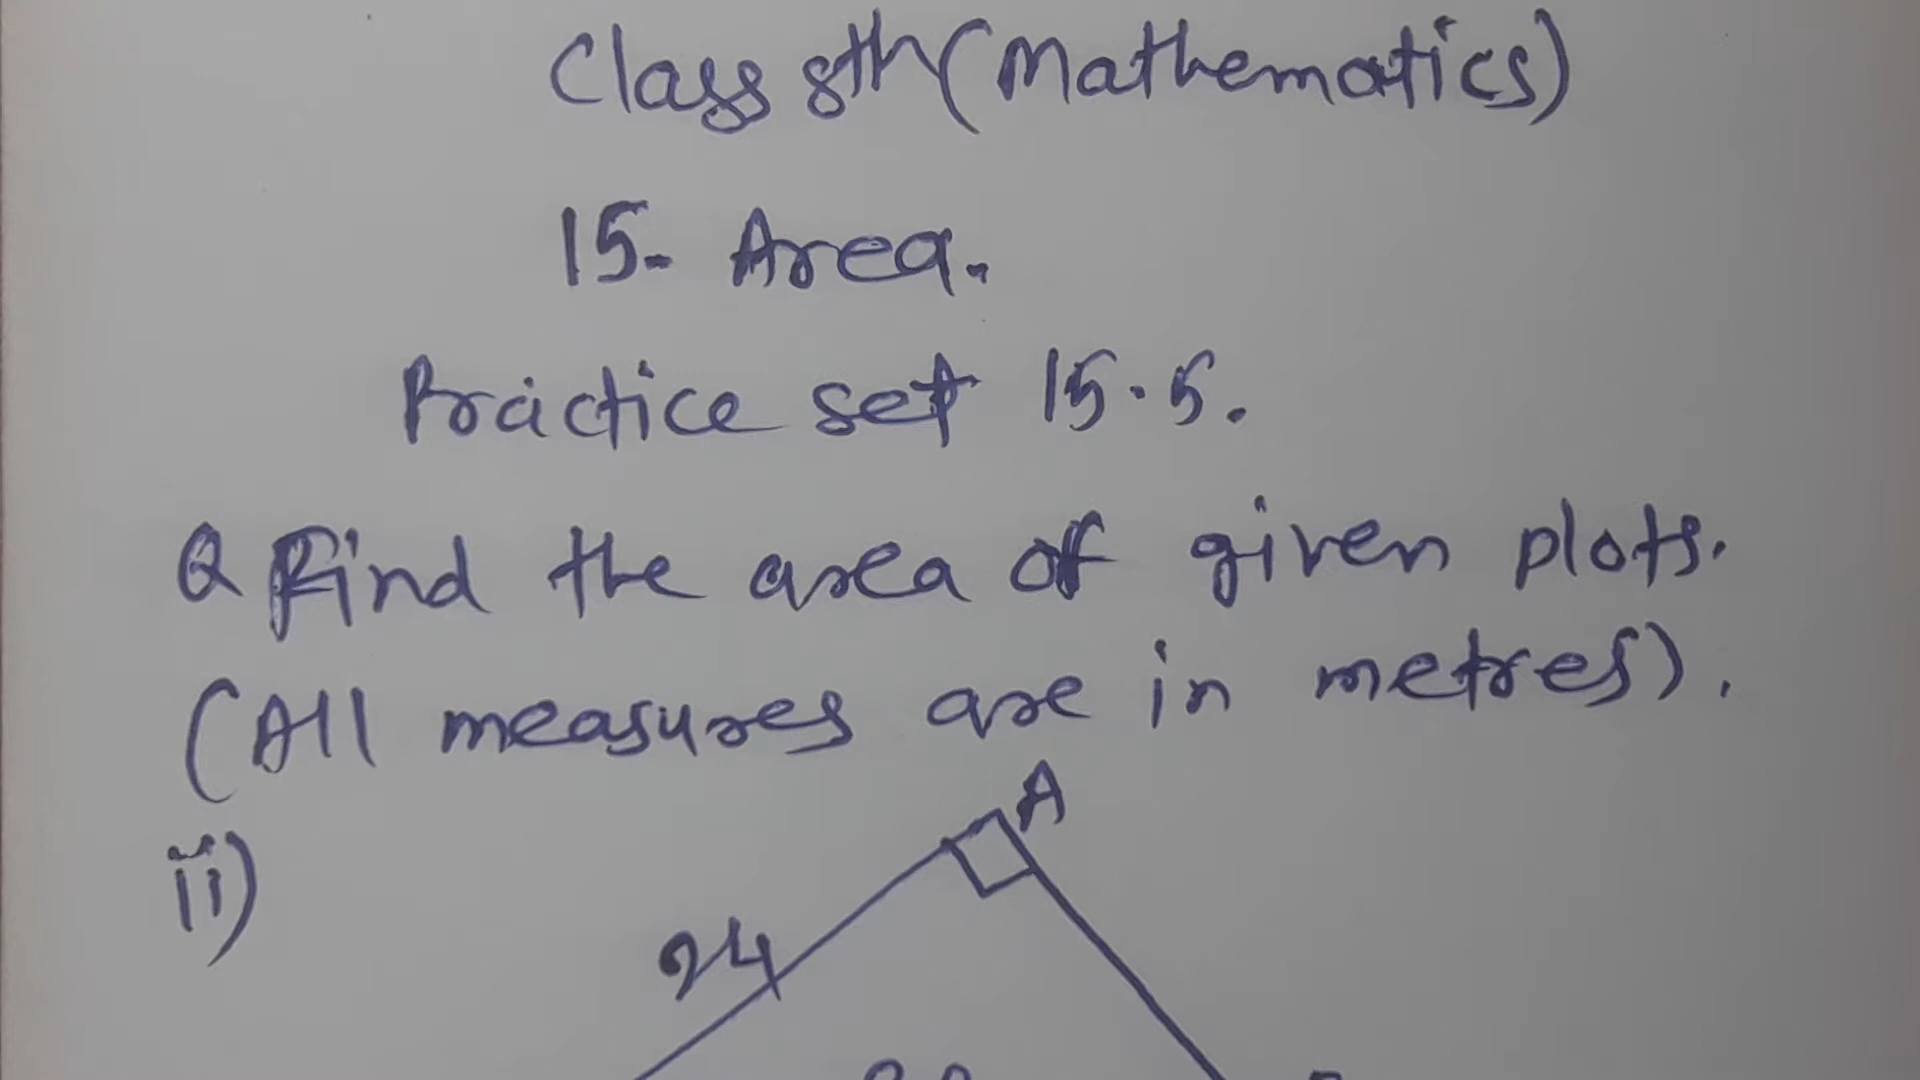 Class 8th (Mathematics)
15- Area.
Practice set 15.5.
Q Find the area of given plots.
(All measures are in metres).
A
ii)
24